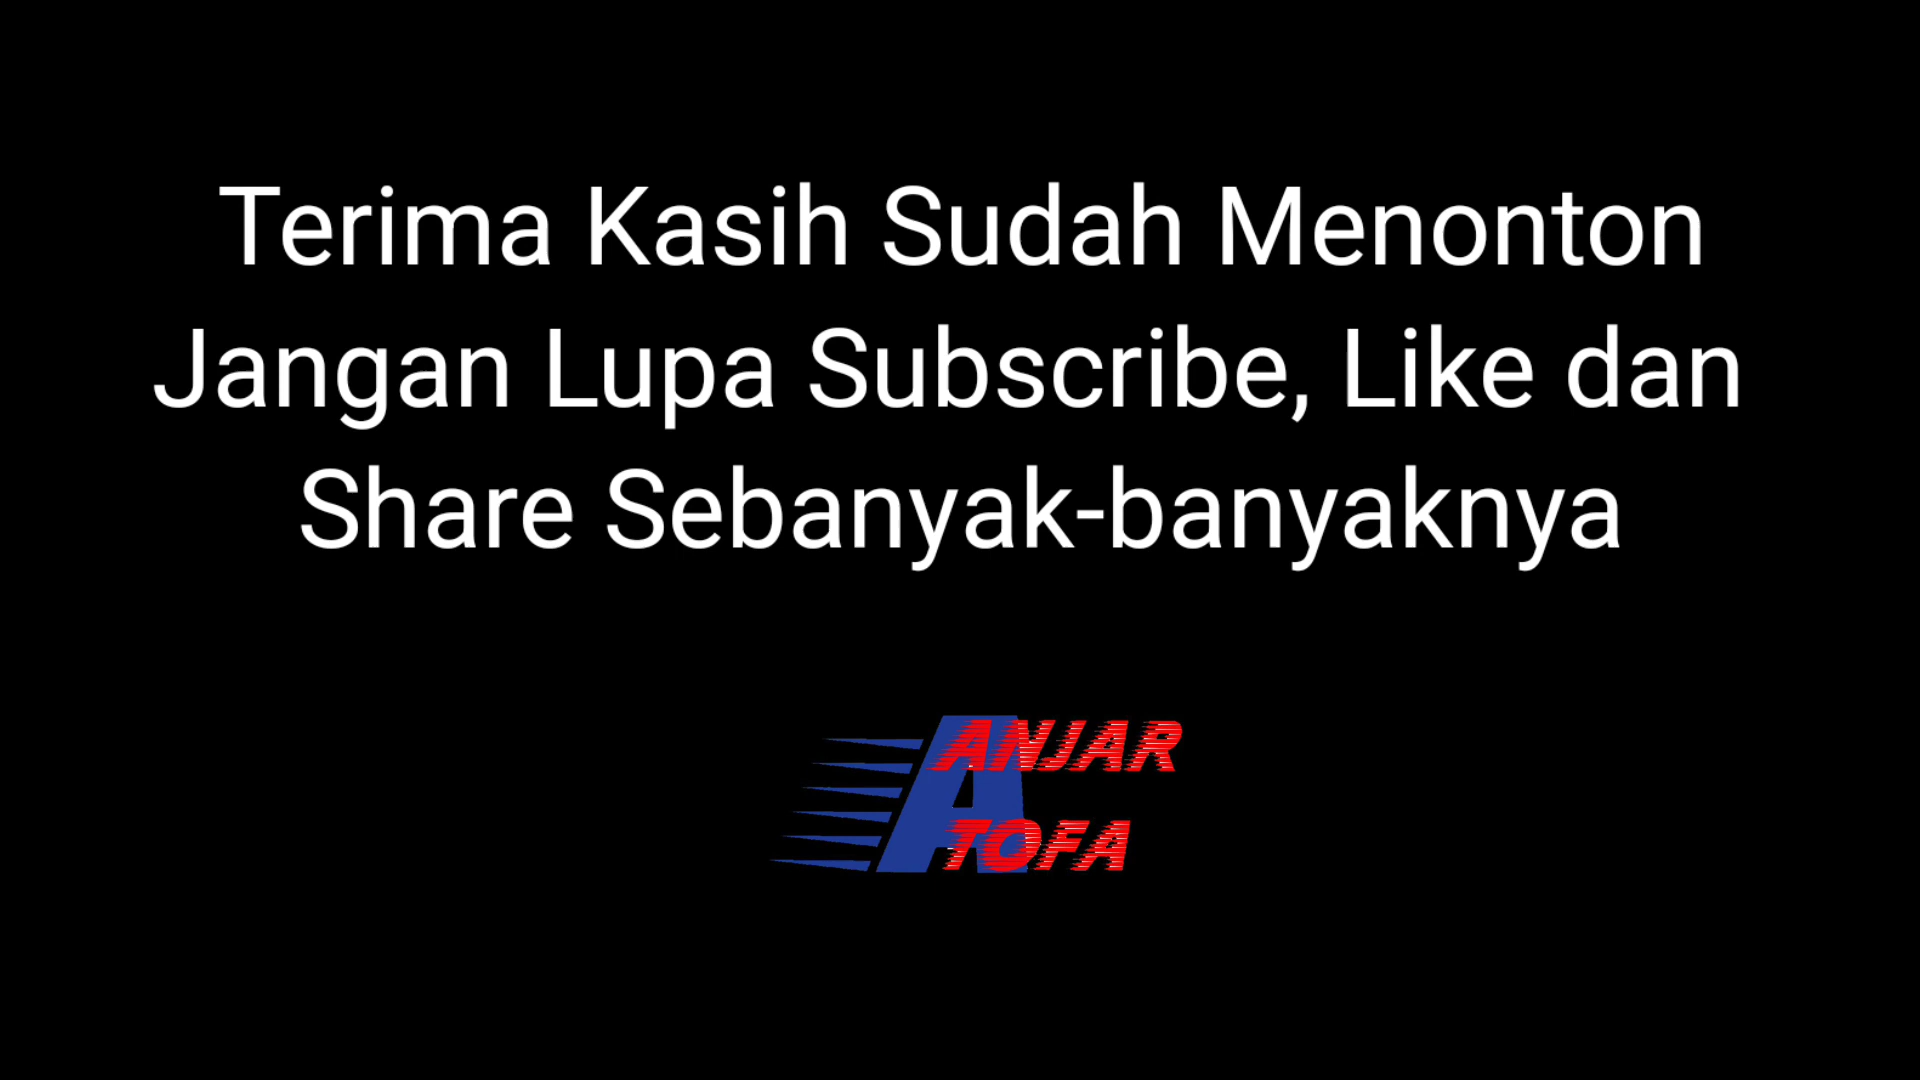 Terima Kasih Sudah Menonton
Jangan Lupa Subscribe, Like dan
Share Sebanyak-banyaknya
A
ANJAR
TOFA